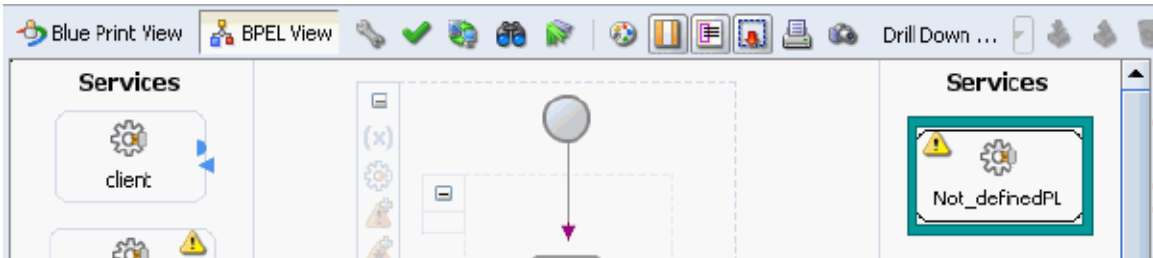 Blue Print View BPEL View Drill Down ...
Services
Services
(x)
client
Not_definedPL